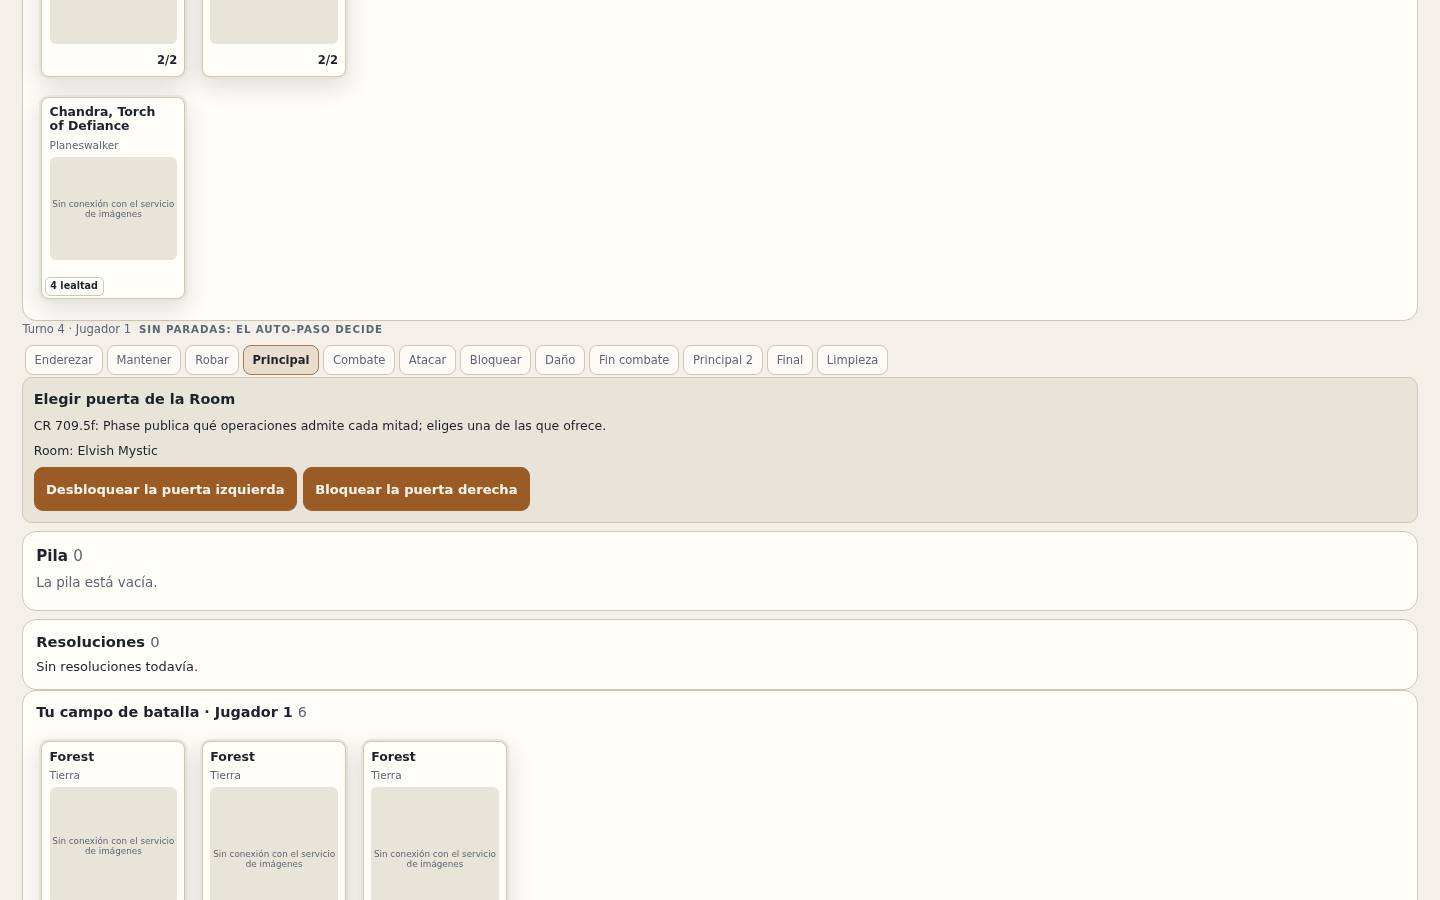 2/2 2/2
Chandra, Torch
of Defiance
Planeswalker
Sin conexión con el servicio
de imágenes
4 lealtad
Turno 4 · Jugador 1 SIN PARADAS: EL AUTO-PASO DECIDE
Enderezar Mantener Robar Principal Combate Atacar Bloquear Daño Fin combate Principal 2 Final Limpieza
Elegir puerta de la Room
CR 709.5f: Phase publica qué operaciones admite cada mitad; eliges una de las que ofrece.
Room: Elvish Mystic
Desbloquear la puerta izquierda Bloquear la puerta derecha
Pila 0
La pila está vacía.
Resoluciones 0
Sin resoluciones todavía.
Tu campo de batalla · Jugador 1 6
Forest Forest Forest
Tierra Tierra Tierra
Sin conexión con el servicio
de imágenes
Sin conexión con el servicio
de imágenes
Sin conexión con el servicio
de imágenes